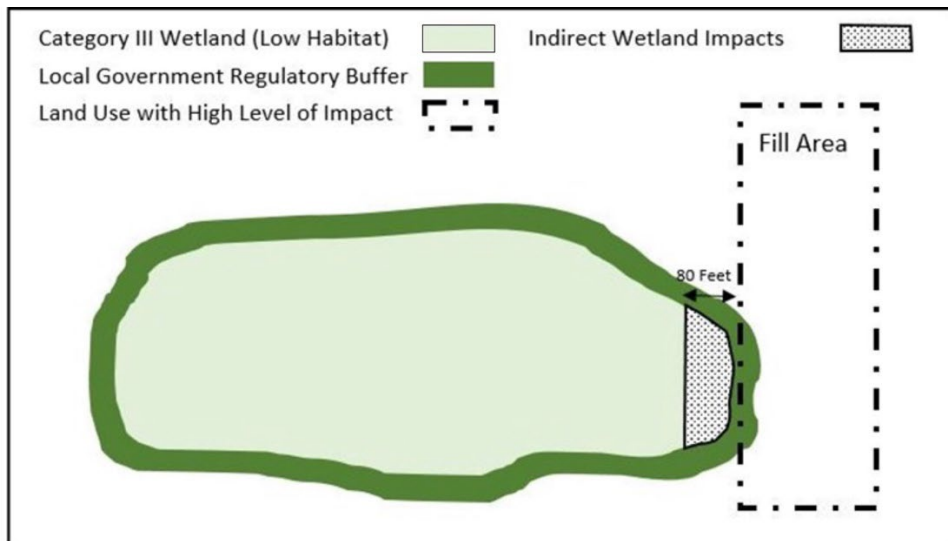 Category III Wetland (Low Habitat)
Indirect Wetland Impacts
Local Government Regulatory Buffer
Land Use with High Level of Impact
Fill Area
80 Feet